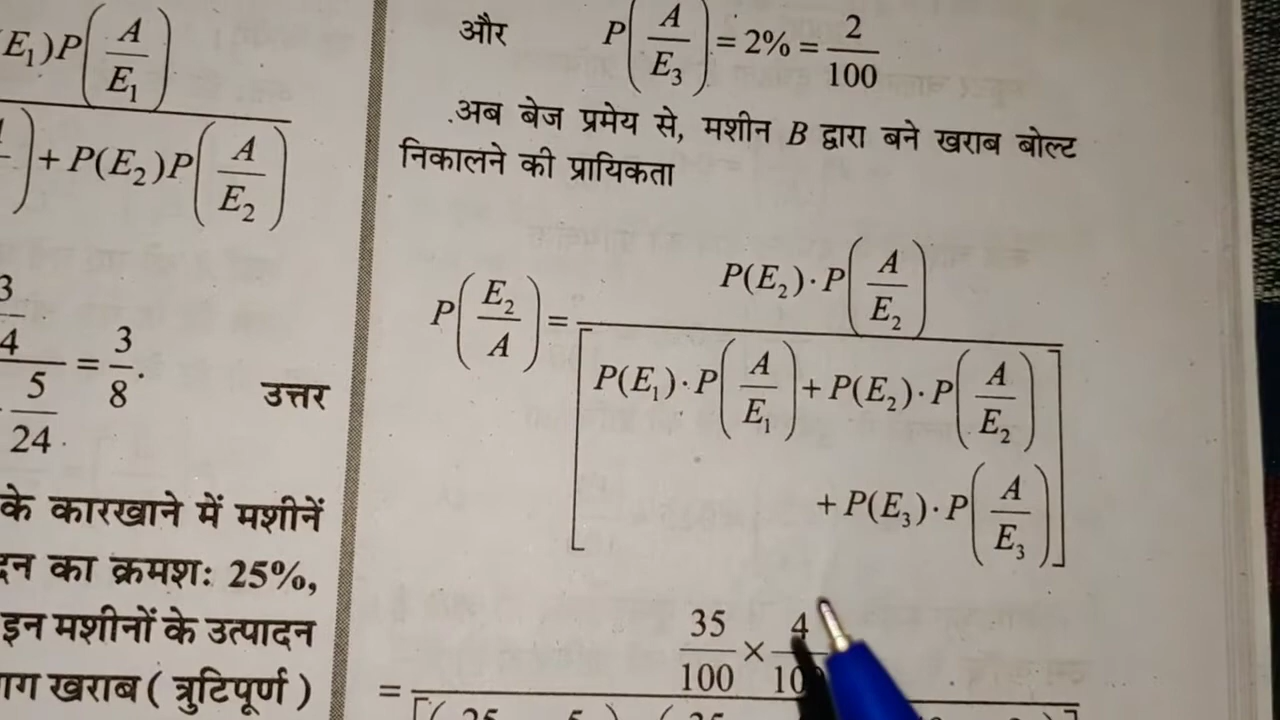 E₁)P(A/E₁)
) + P(E₂)P(A/E₂)
3/4
5/24
= 3/8.
उत्तर
के कारखाने में मशीनें
का क्रमश: 25%,
इन मशीनों के उत्पादन
खराब ( त्रुटिपूर्ण )
और P(A/E₃) = 2% = 2/100
अब बेज प्रमेय से, मशीन B द्वारा बने खराब बोल्ट
निकालने की प्रायिकता
P(E₂/A) = P(E₂)·P(A/E₂)
[P(E₁)·P(A/E₁) + P(E₂)·P(A/E₂)
+ P(E₃)·P(A/E₃)]
35/100 × 4/10
=